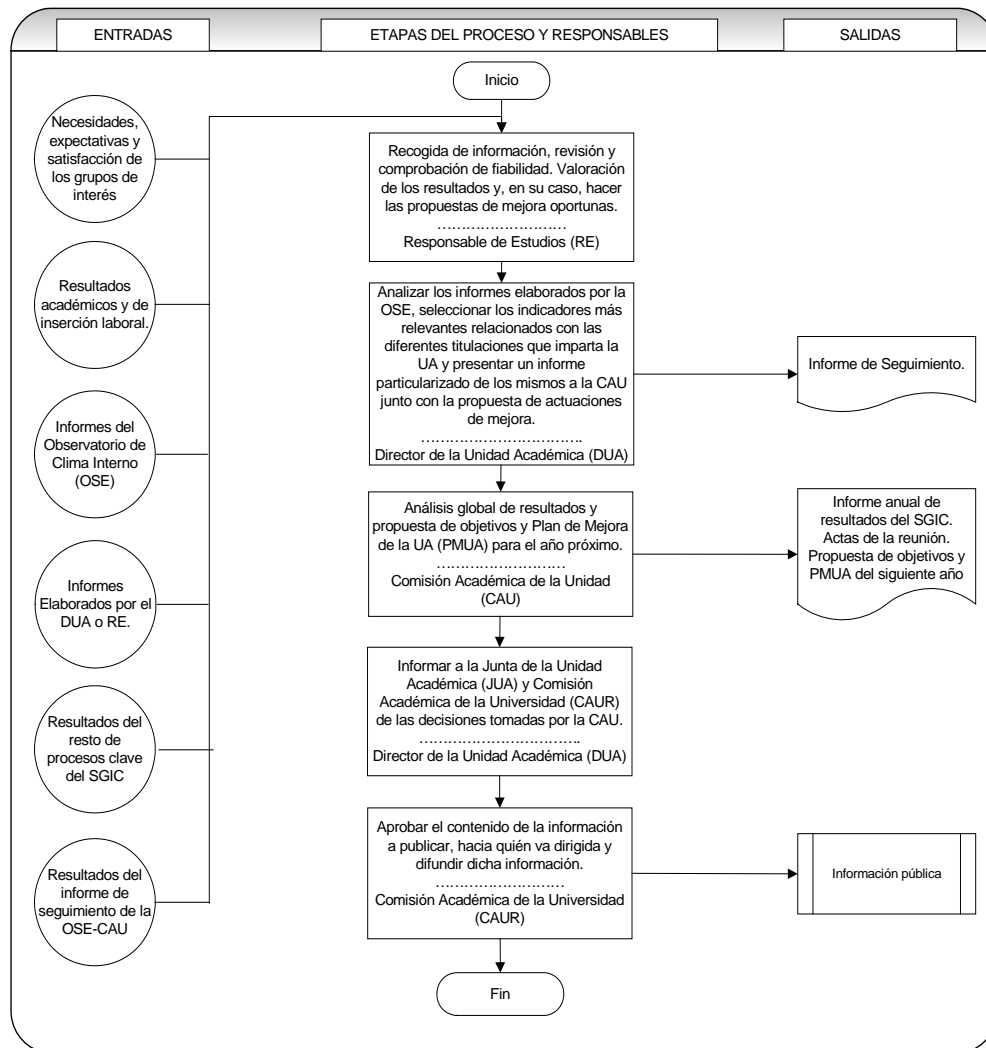 ENTRADAS
ETAPAS DEL PROCESO Y RESPONSABLES
SALIDAS
Inicio
Necesidades,
expectativas y
satisfacción de
los grupos de
interés
Resultados
académicos y de
inserción laboral.
Informes del
Observatorio de
Clima Interno
(OSE)
Informes
Elaborados por el
DUA o RE.
Resultados del
resto de
procesos clave
del SGIC
Resultados del
informe de
seguimiento de la
OSE-CAU
Recogida de información, revisión y
comprobación de fiabilidad. Valoración
de los resultados y, en su caso, hacer
las propuestas de mejora oportunas.
………………………
Responsable de Estudios (RE)
Analizar los informes elaborados por la
OSE, seleccionar los indicadores más
relevantes relacionados con las
diferentes titulaciones que imparta la
UA y presentar un informe
particularizado de los mismos a la CAU
junto con la propuesta de actuaciones
de mejora.
…………………………….
Director de la Unidad Académica (DUA)
Análisis global de resultados y
propuesta de objetivos y Plan de Mejora
de la UA (PMUA) para el año próximo.
………………………
Comisión Académica de la Unidad
(CAU)
Informar a la Junta de la Unidad
Académica (JUA) y Comisión
Académica de la Universidad (CAUR)
de las decisiones tomadas por la CAU.
…………………………….
Director de la Unidad Académica (DUA)
Aprobar el contenido de la información
a publicar, hacia quién va dirigida y
difundir dicha información.
………………………
Comisión Académica de la Universidad
(CAUR)
Fin
Informe de Seguimiento.
Informe anual de
resultados del SGIC.
Actas de la reunión.
Propuesta de objetivos y
PMUA del siguiente año
Información pública